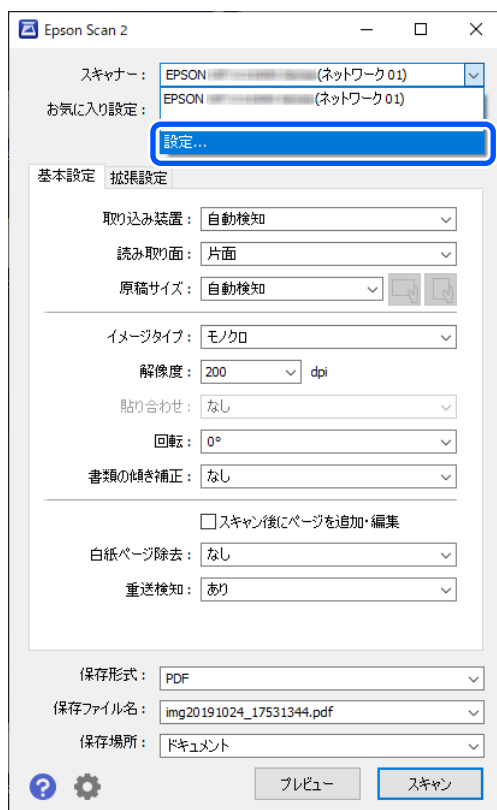 Epson Scan 2
スキャナー： EPSON (ネットワーク 01)
EPSON (ネットワーク 01)
お気に入り設定：
設定...
基本設定 拡張設定
取り込み装置： 自動検知
読み取り面： 片面
原稿サイズ： 自動検知
イメージタイプ： モノクロ
解像度： 200 dpi
貼り合わせ： なし
回転： 0°
書類の傾き補正： なし
スキャン後にページを追加・編集
白紙ページ除去： なし
重送検知： あり
保存形式： PDF
保存ファイル名： img20191024_17531344.pdf
保存場所： ドキュメント
? プレビュー スキャン